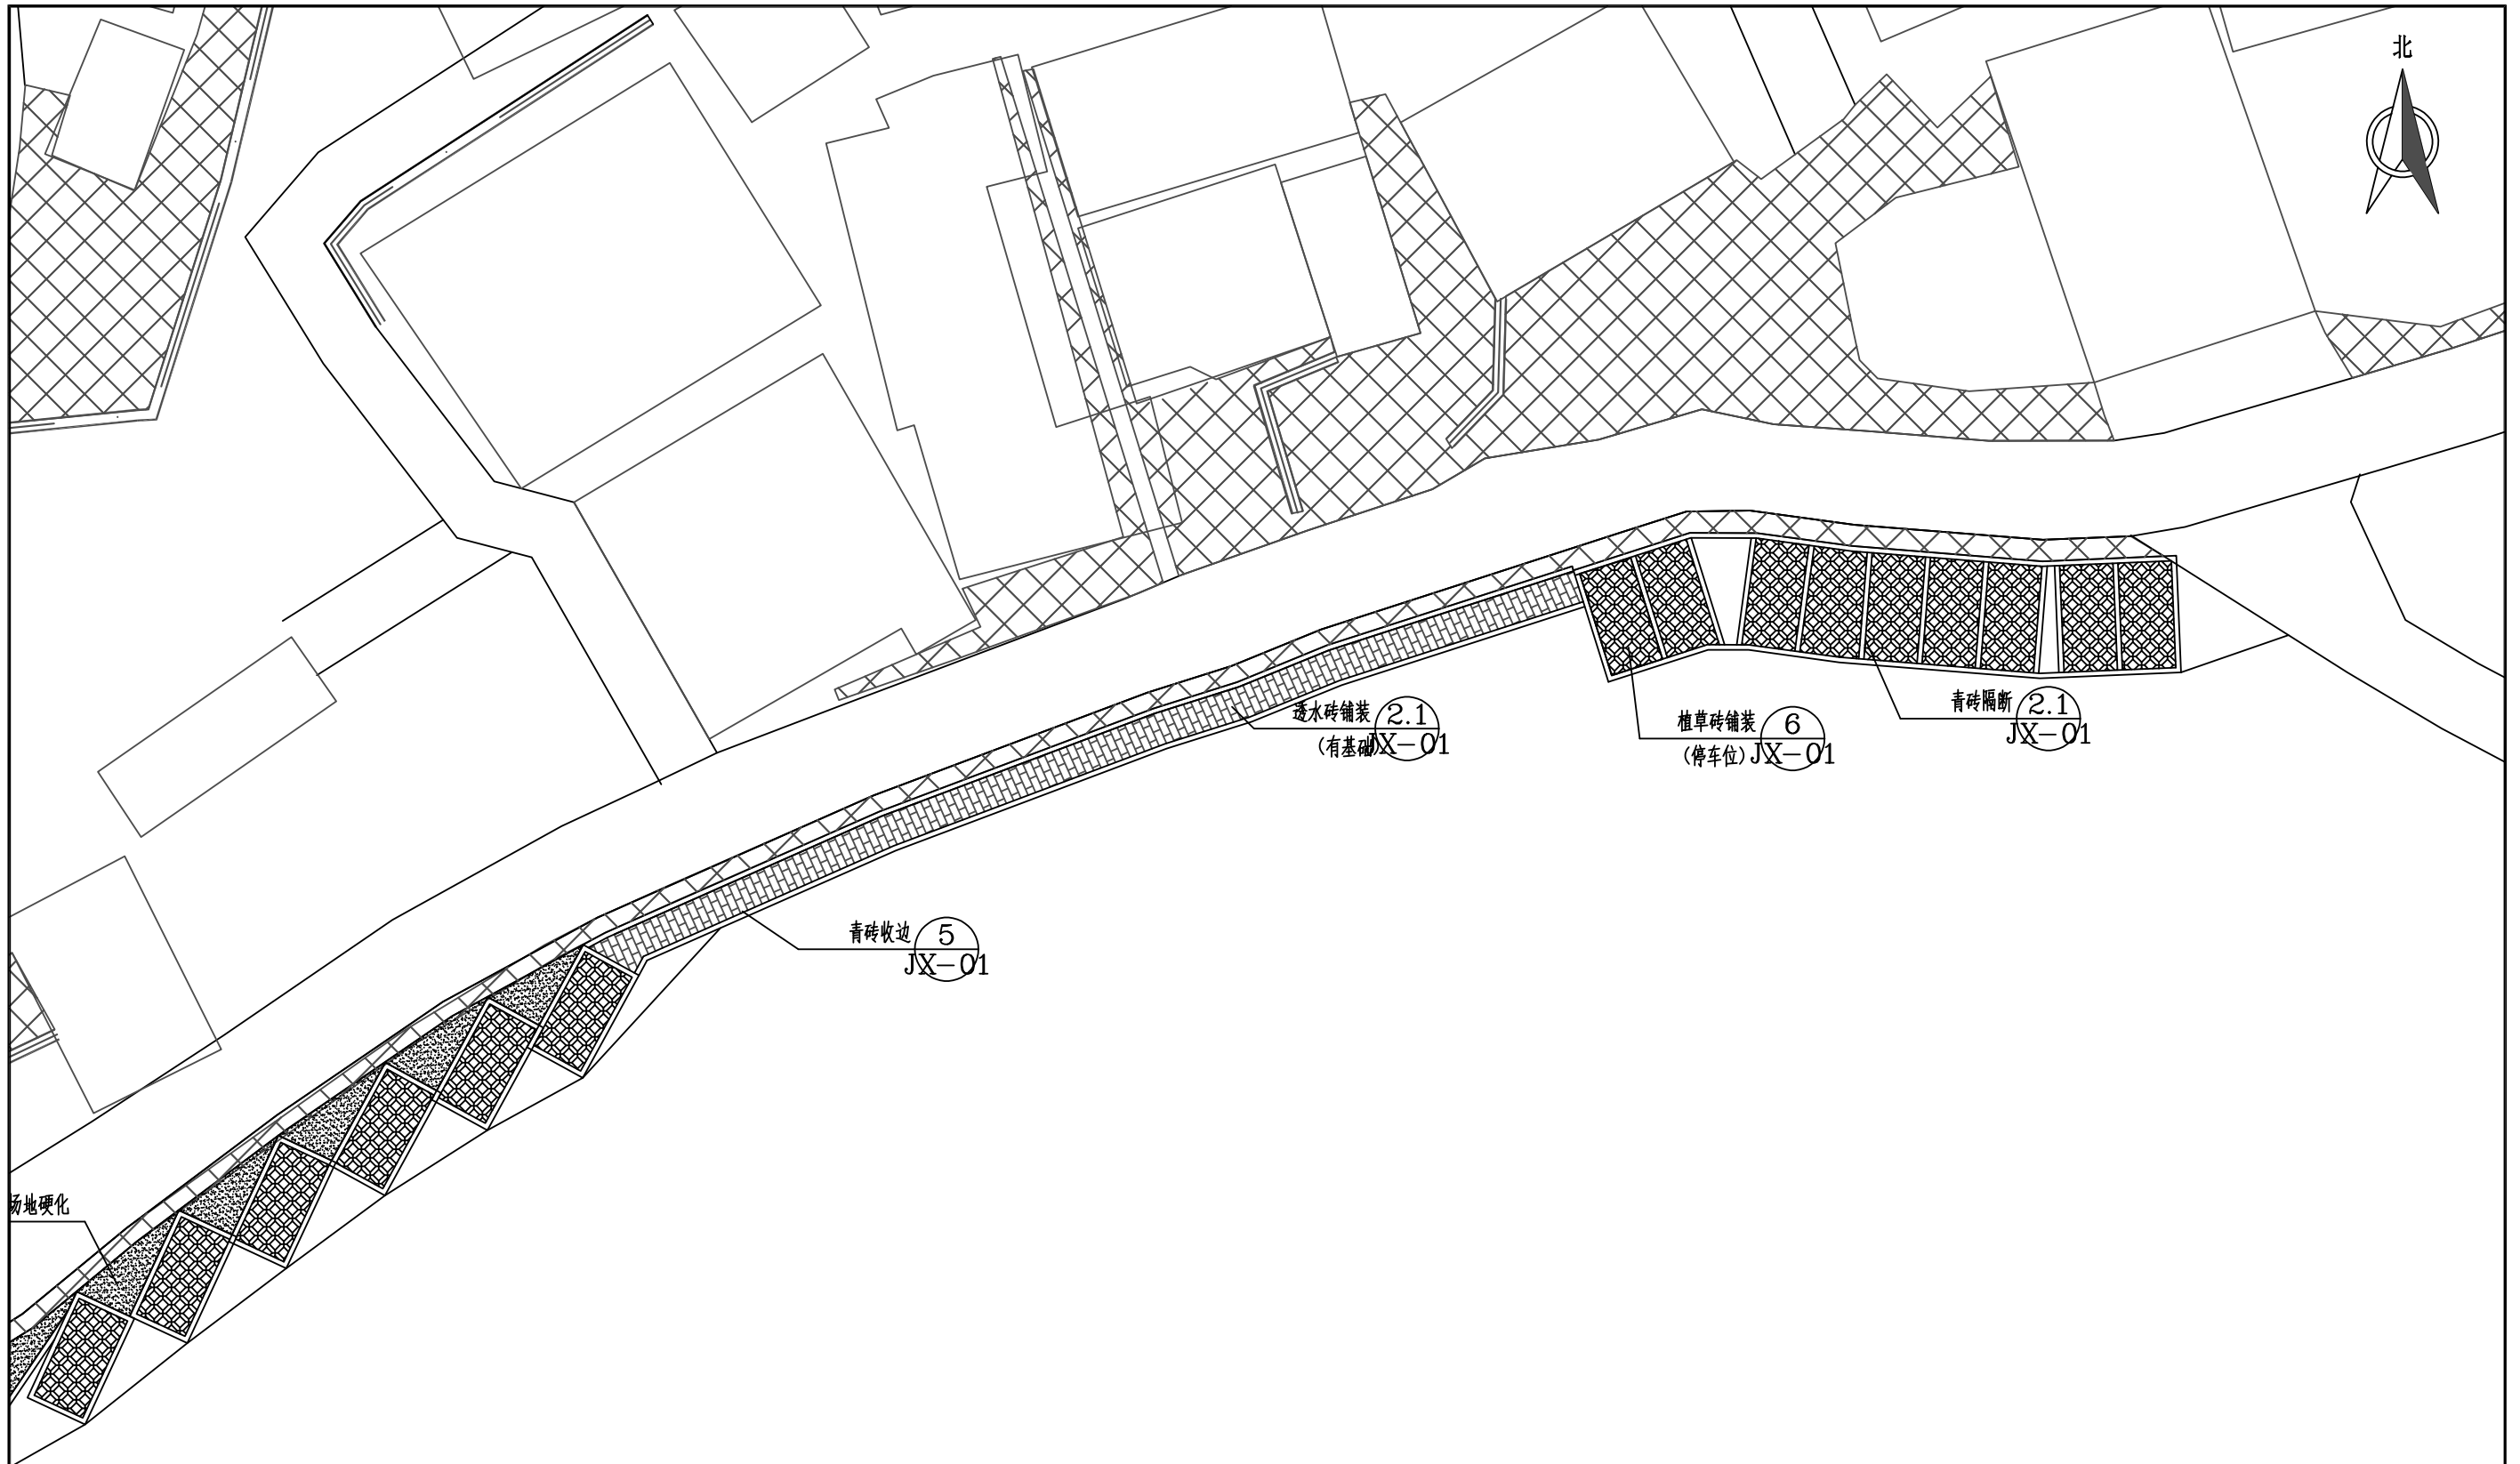 北
透水砖铺装 2.1
(有基础) JX-01
植草砖铺装 6
(停车位) JX-01
青砖隔断 2.1
JX-01
青砖收边 5
JX-01
场地硬化